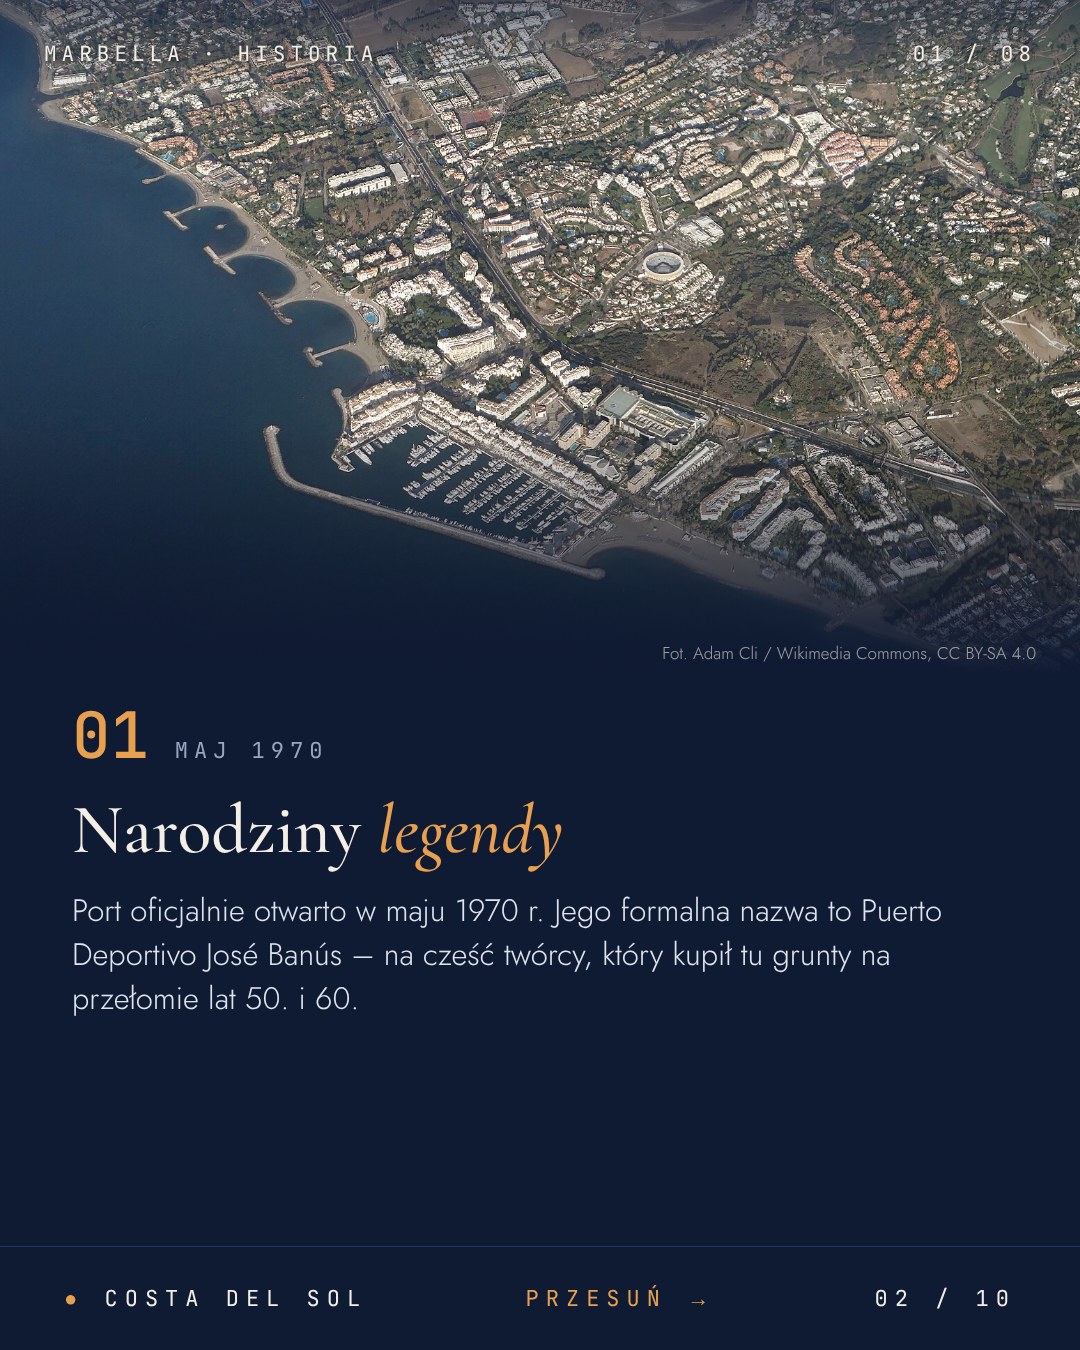 MARBELLA · HISTORIA
01 / 08
Fot. Adam Cli / Wikimedia Commons, CC BY-SA 4.0
01 MAJ 1970
Narodziny legendy
Port oficjalnie otwarto w maju 1970 r. Jego formalna nazwa to Puerto
Deportivo José Banús – na cześć twórcy, który kupił tu grunty na
przełomie lat 50. i 60.
• COSTA DEL SOL
PRZESUŃ →
02 / 10